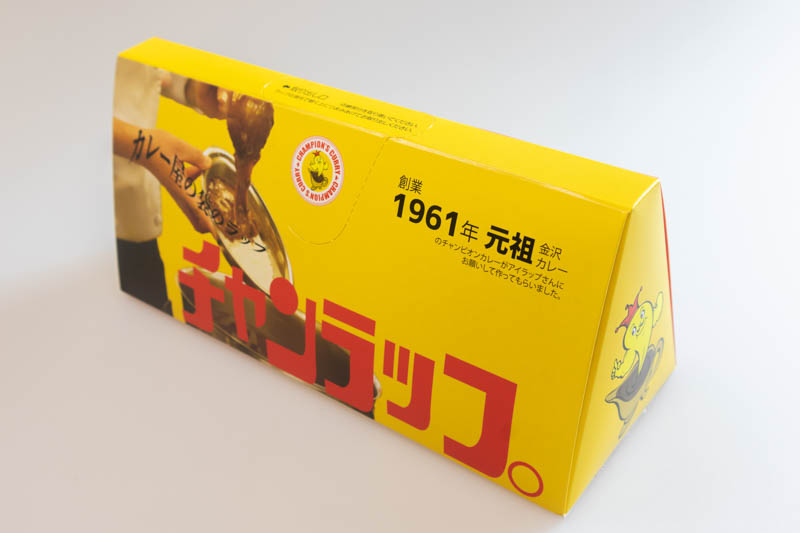 カレー屋の袋のラップ
CHAMPION'S CURRY CHAMPION'S CURRY
創業
1961年 元祖 金沢カレー
のチャンピオンカレーがアイラップさんに
お願いして作ってもらいました。
チャンラップ。